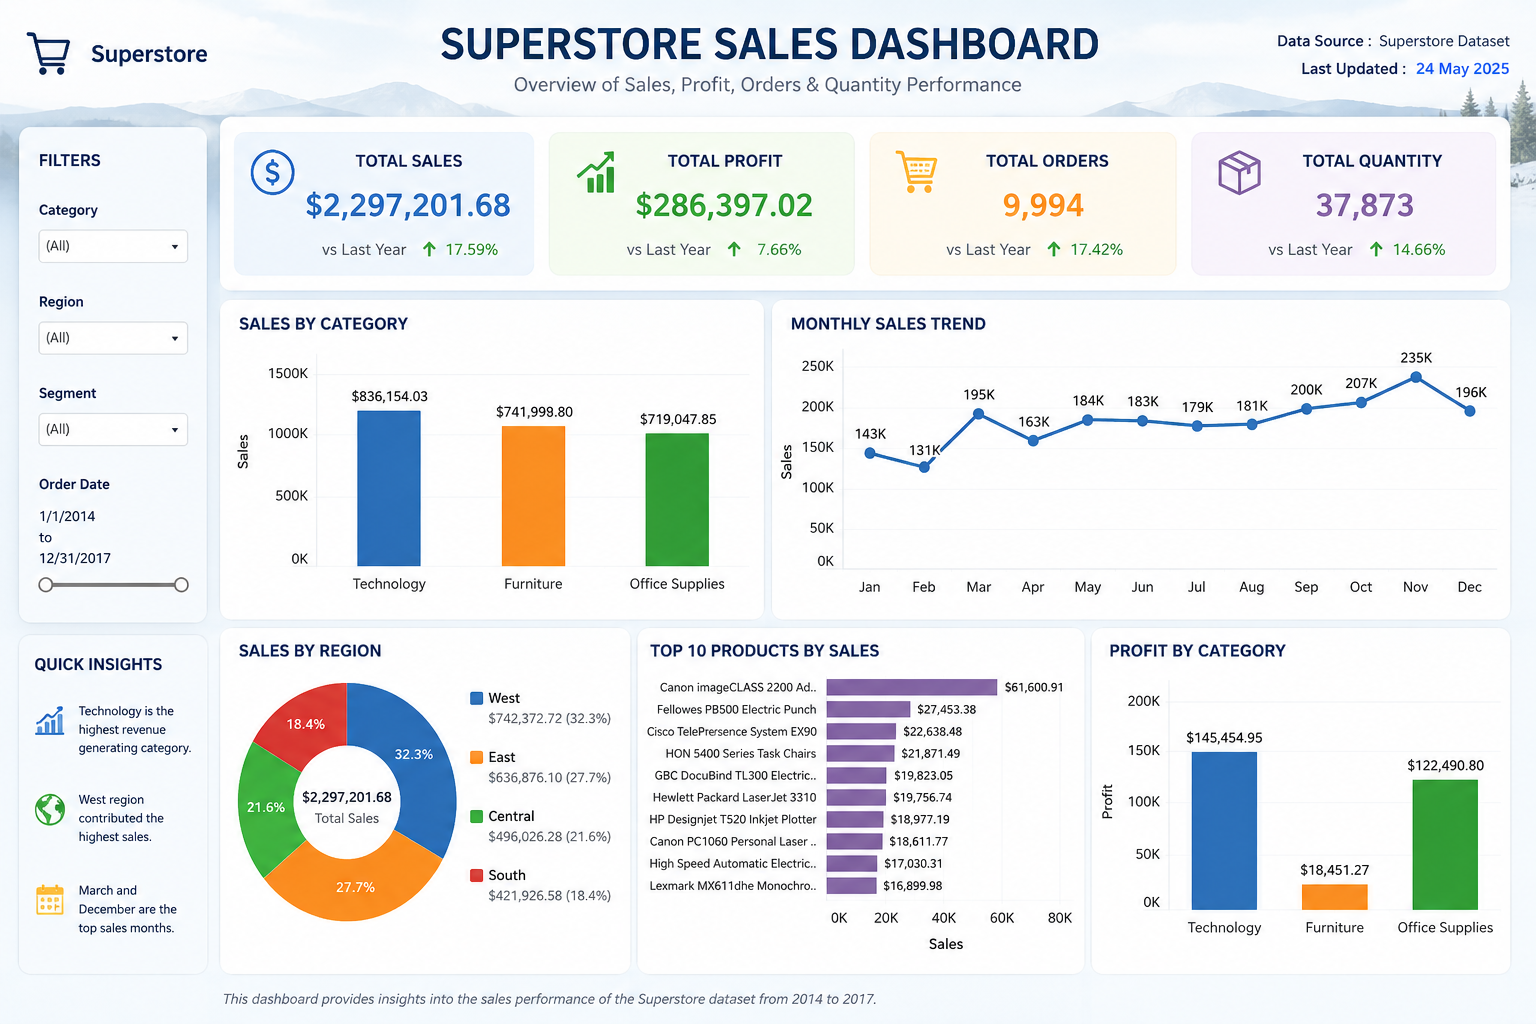 Superstore
SUPERSTORE SALES DASHBOARD
Overview of Sales, Profit, Orders & Quantity Performance
Data Source : Superstore Dataset
Last Updated : 24 May 2025
FILTERS
Category
(All)
Region
(All)
Segment
(All)
Order Date
1/1/2014
to
12/31/2017
TOTAL SALES
$2,297,201.68
vs Last Year 17.59%
TOTAL PROFIT
$286,397.02
vs Last Year 7.66%
TOTAL ORDERS
9,994
vs Last Year 17.42%
TOTAL QUANTITY
37,873
vs Last Year 14.66%
SALES BY CATEGORY
Sales
1500K
1000K
500K
0K
$836,154.03
$741,999.80
$719,047.85
Technology
Furniture
Office Supplies
MONTHLY SALES TREND
Sales
250K
200K
150K
100K
50K
0K
143K
131K
195K
163K
184K
183K
179K
181K
200K
207K
235K
196K
Jan
Feb
Mar
Apr
May
Jun
Jul
Aug
Sep
Oct
Nov
Dec
QUICK INSIGHTS
Technology is the
highest revenue
generating category.
West region
contributed the
highest sales.
March and
December are the
top sales months.
SALES BY REGION
32.3%
27.7%
21.6%
18.4%
$2,297,201.68
Total Sales
West
$742,372.72 (32.3%)
East
$636,876.10 (27.7%)
Central
$496,026.28 (21.6%)
South
$421,926.58 (18.4%)
TOP 10 PRODUCTS BY SALES
Canon imageCLASS 2200 Ad.. $61,600.91
Fellowes PB500 Electric Punch $27,453.38
Cisco TelePresence System EX90 $22,638.48
HON 5400 Series Task Chairs $21,871.49
GBC DocuBind TL300 Electric.. $19,823.05
Hewlett Packard LaserJet 3310 $19,756.74
HP Designjet T520 Inkjet Plotter $18,977.19
Canon PC1060 Personal Laser .. $18,611.77
High Speed Automatic Electric.. $17,030.31
Lexmark MX611dhe Monochro.. $16,899.98
0K
20K
40K
60K
80K
Sales
PROFIT BY CATEGORY
Profit
200K
150K
100K
50K
0K
$145,454.95
$18,451.27
$122,490.80
Technology
Furniture
Office Supplies
This dashboard provides insights into the sales performance of the Superstore dataset from 2014 to 2017.